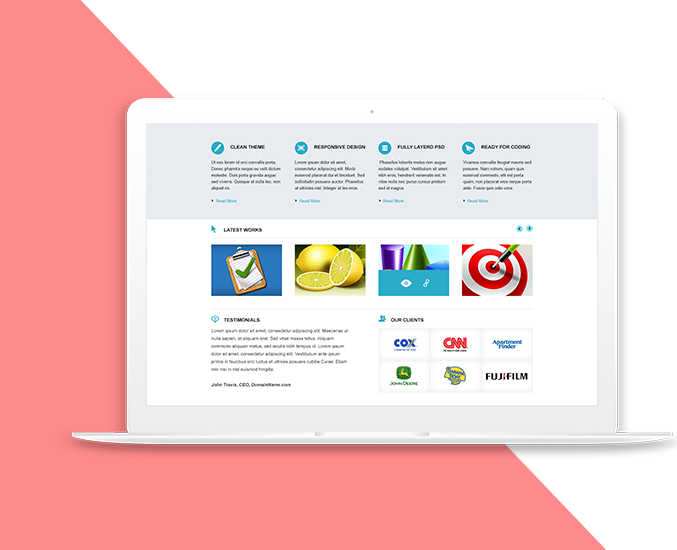 CLEAN THEME
Ut nec lorem id orci convallis porta.
Donec pharetra neque eu velit dictum
molestie. Duis porta gravida augue
sed viverra. Quisque at nulla leo, non
aliquet mi.
Read More
RESPONSIVE DESIGN
Lorem ipsum dolor sit amet,
consectetur adipiscing elit. Morbi
euismod placerat dui et tincidunt. Sed
sollicitudin posuere auctor. Phasellus
at ultrices nisl. Integer at leo eros.
Read More
FULLY LAYERD PSD
Phasellus lobortis metus non augue
sodales volutpat. Vestibulum sit amet
nibh eros, hendrerit venenatis est. In
vitae nulla nec purus cursus pretium
sed id magna.
Read More
READY FOR CODING
Vivamus convallis feugiat mauris sed
posuere. Nam rutrum, quam quis
euismod commodo, elit est porta
quam, non placerat eros neque porta
ante. Fusce quis odio urna.
Read More
LATEST WORKS
TESTIMONIALS
Lorem ipsum dolor sit amet, consectetur adipiscing elit. Maecenas ut
nulla sapien, at aliquam erat. Sed vitae massa tellus. Aliquam
commodo aliquam metus, sed iaculis nibh tempus id. Lorem ipsum
dolor sit amet, consectetur adipiscing elit. Vestibulum ante ipsum
primis in faucibus orci luctus et ultrices posuere cubilia Curae; Etiam
nec nisi in nisl euismod fringilla.
John Travis, CEO, DomainName.com
OUR CLIENTS
COX
CNN
Apartment
Finder
JOHN DEERE
BANANA
BOAT
FUJIFILM